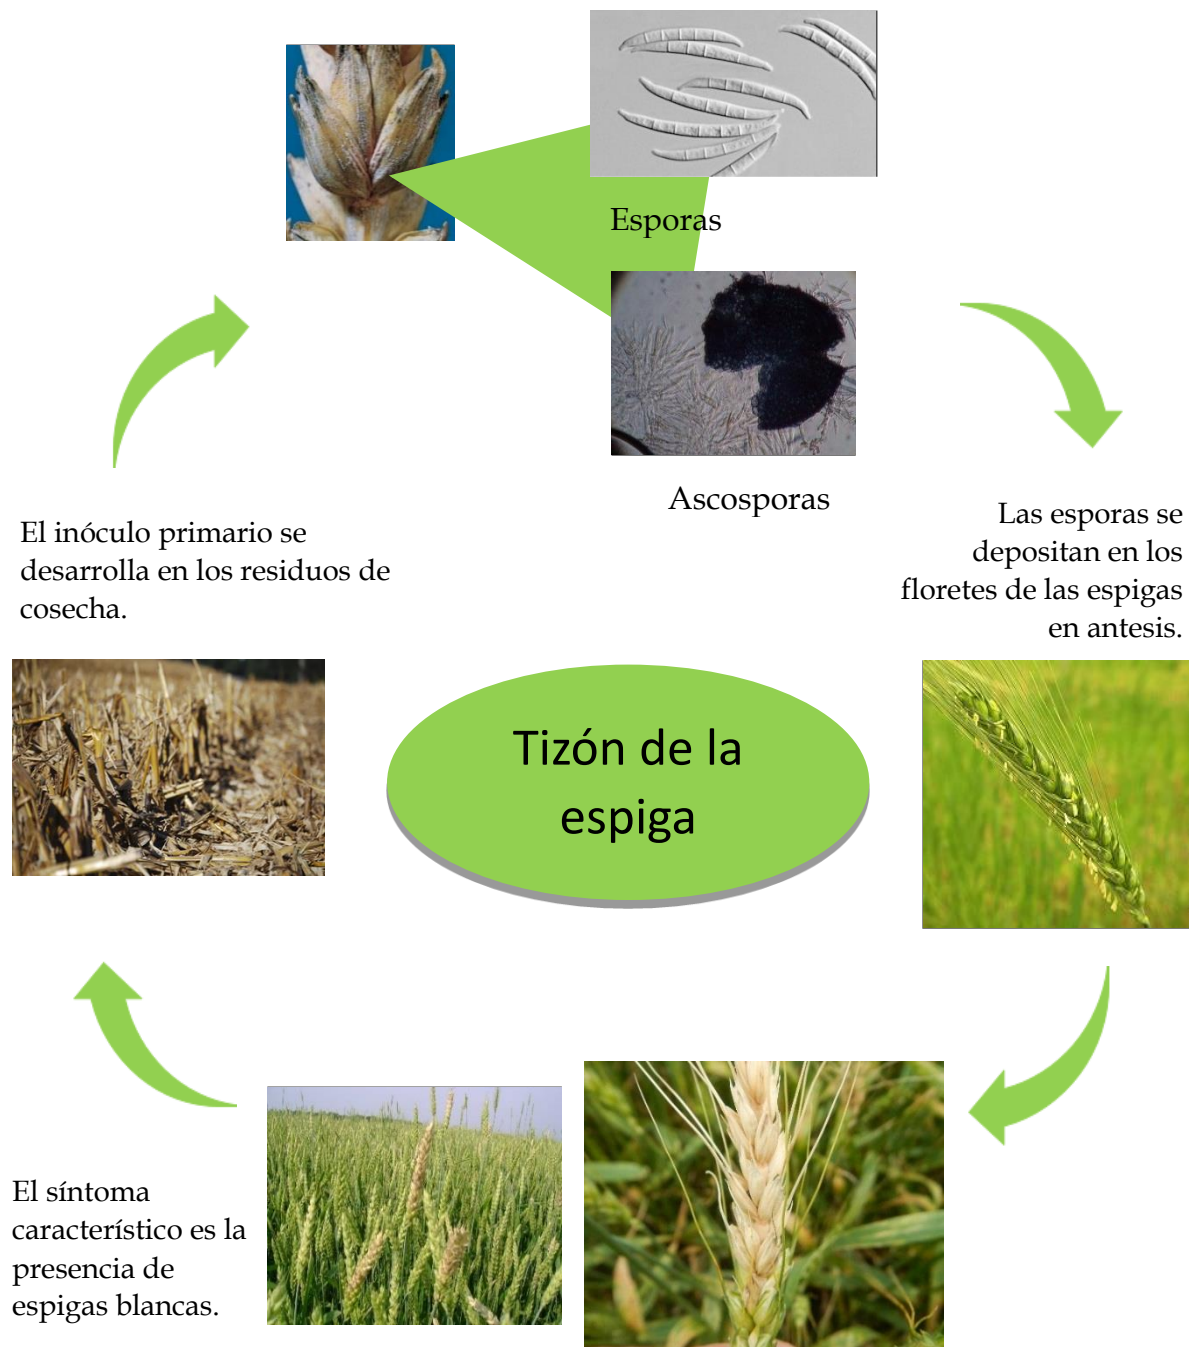 Esporas
Ascosporas
El inóculo primario se
desarrolla en los residuos de
cosecha.
Las esporas se
depositan en los
floretes de las espigas
en antesis.
Tizón de la
espiga
El síntoma
característico es la
presencia de
espigas blancas.